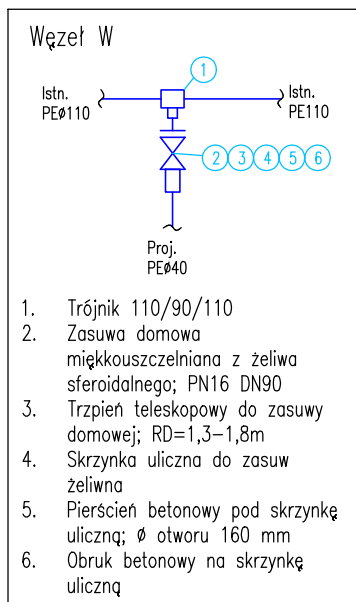 Węzeł W
1
Istn.
PEø110
Istn.
PE110
2 3 4 5 6
Proj.
PEø40
1. Trójnik 110/90/110
2. Zasuwa domowa
miękkouszczelniana z żeliwa
sferoidalnego; PN16 DN90
3. Trzpień teleskopowy do zasuwy
domowej; RD=1,3-1,8m
4. Skrzynka uliczna do zasuw
żeliwna
5. Pierścień betonowy pod skrzynkę
uliczną; ø otworu 160 mm
6. Obruk betonowy na skrzynkę
uliczną